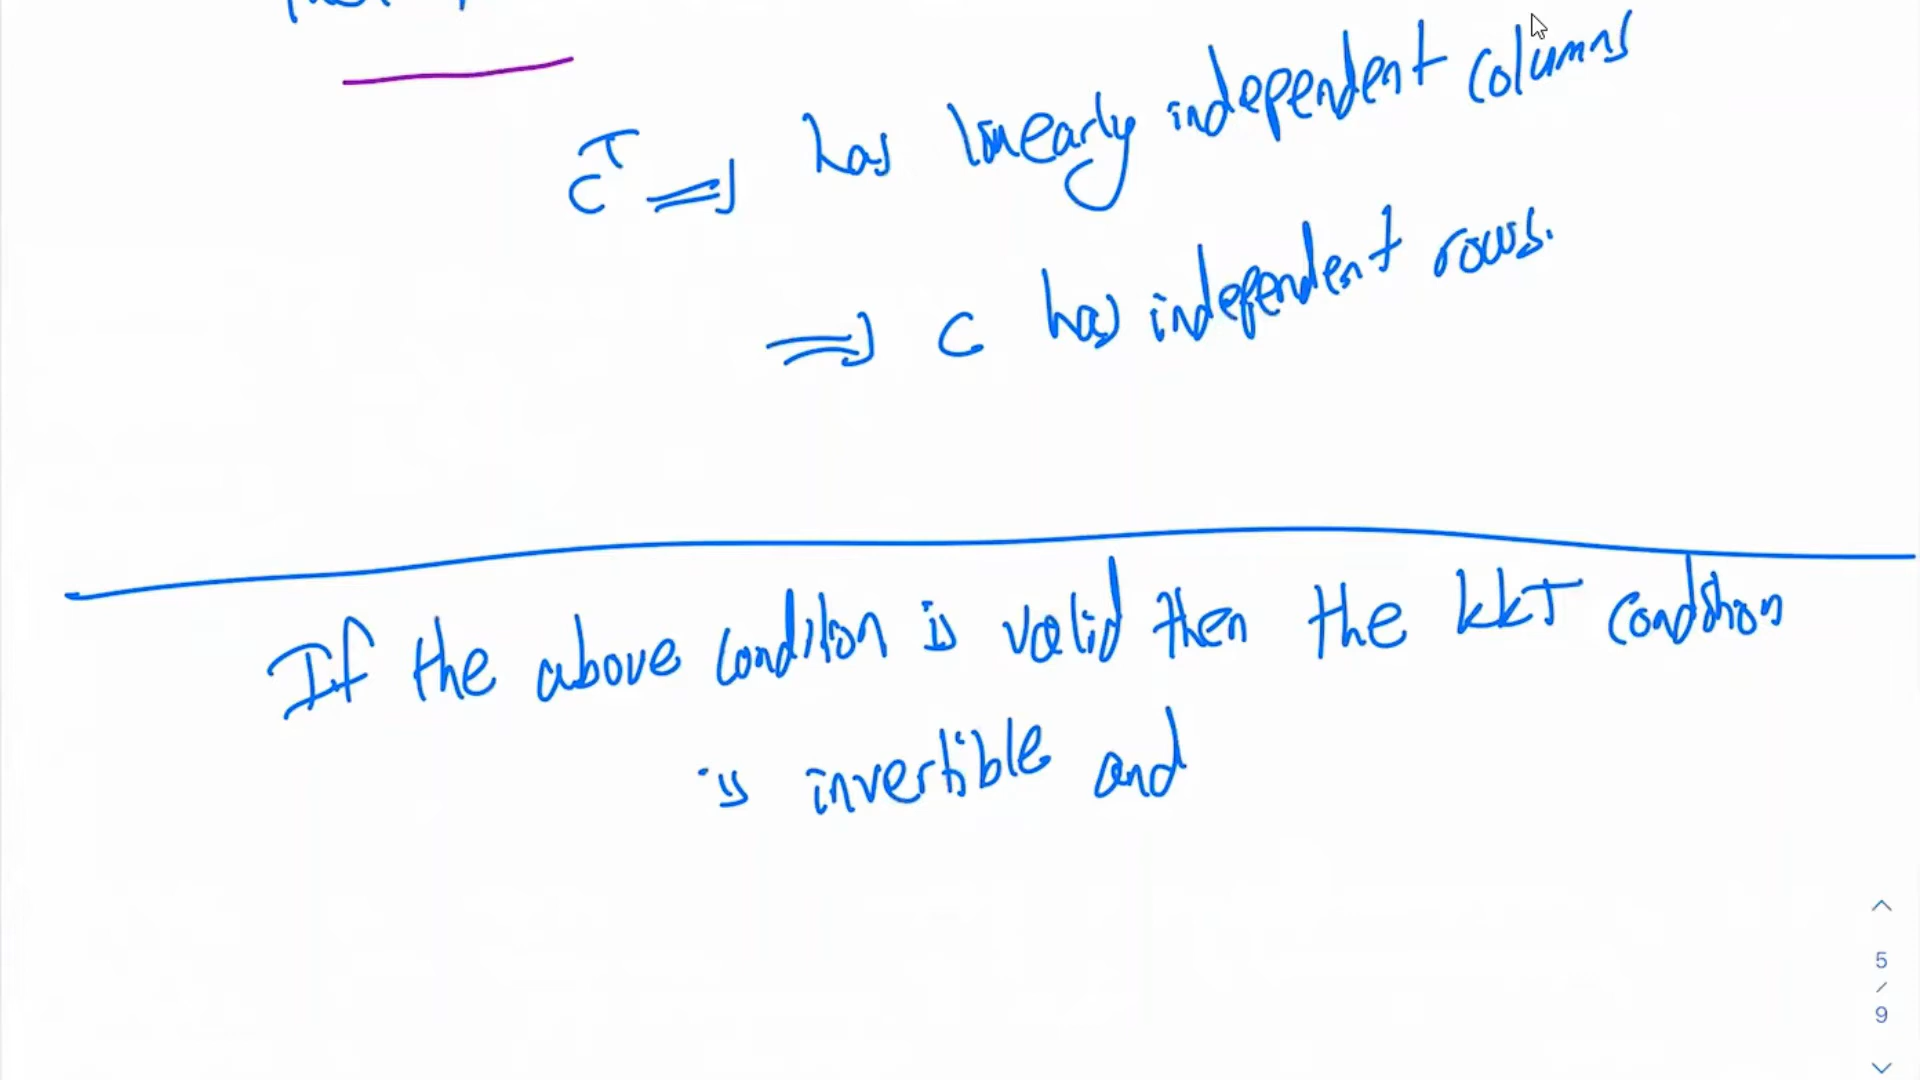 C^T ⟹ has linearly independent columns
⟹ C has independent rows.
If the above condition is valid then the KKT condition
is invertible and
5
/
9